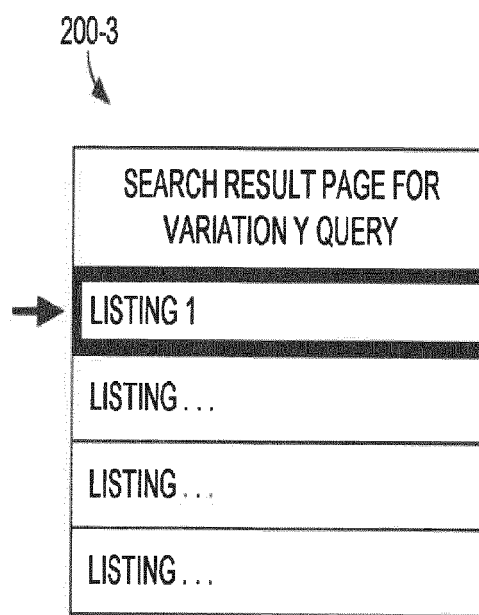 200-3
SEARCH RESULT PAGE FOR
VARIATION Y QUERY
LISTING 1
LISTING . . .
LISTING . . .
LISTING . . .